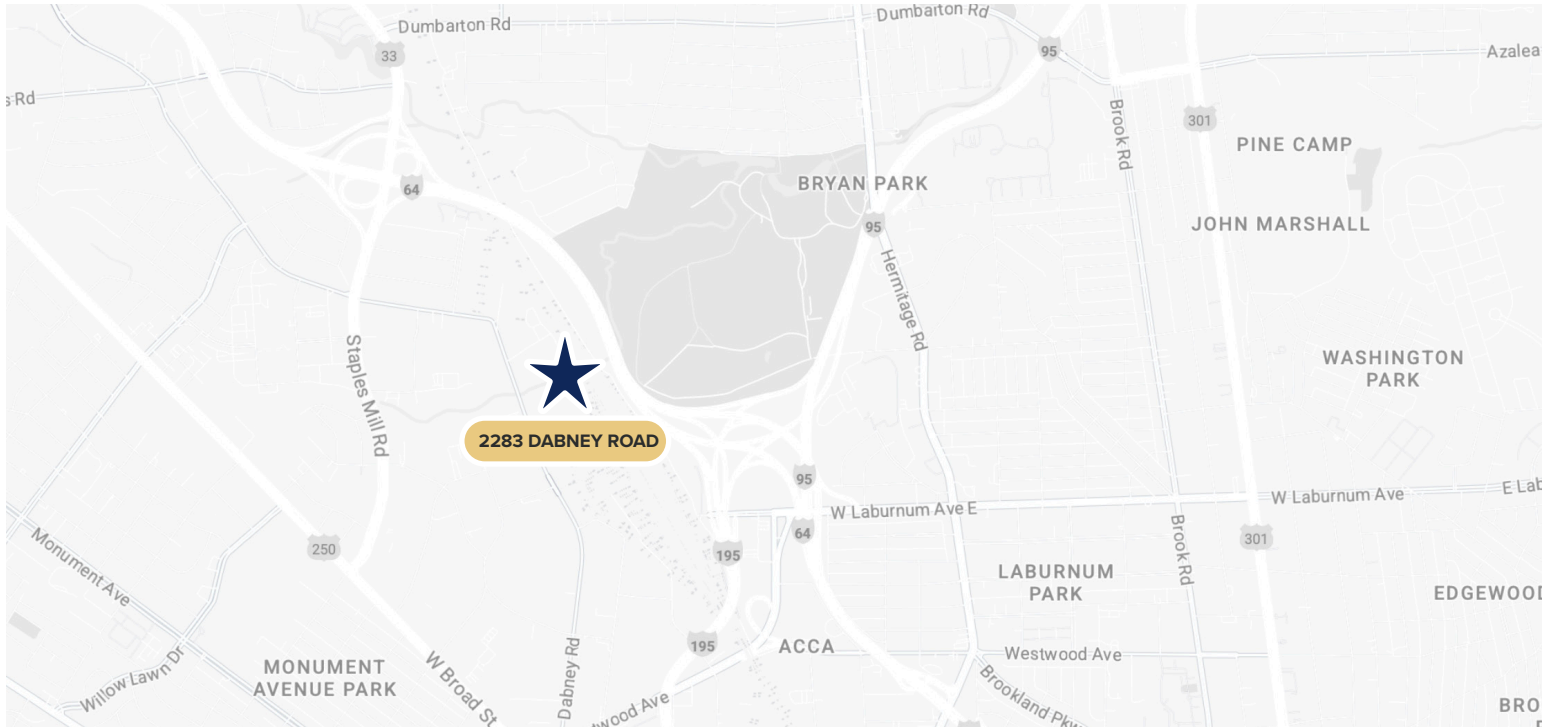 Dumbarton Rd
Dumbarton Rd
33
95
Azalea
s Rd
Brook Rd
301
PINE CAMP
64
BRYAN PARK
95
JOHN MARSHALL
Hermitage Rd
Staples Mill Rd
WASHINGTON
PARK
2283 DABNEY ROAD
95
W Laburnum Ave E
W Laburnum Ave
E Lab
64
301
250
195
Monument Ave
Brook Rd
LABURNUM
PARK
EDGEWOOD
195
ACCA
Westwood Ave
MONUMENT
AVENUE PARK
Willow Lawn Dr
W Broad St
Dabney Rd
twood Ave
Brookland Pkw
BRO